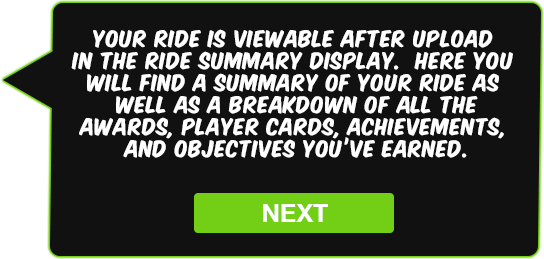 YOUR RIDE IS VIEWABLE AFTER UPLOAD
IN THE RIDE SUMMARY DISPLAY. HERE YOU
WILL FIND A SUMMARY OF YOUR RIDE AS
WELL AS A BREAKDOWN OF ALL THE
AWARDS, PLAYER CARDS, ACHIEVEMENTS,
AND OBJECTIVES YOU'VE EARNED.
NEXT